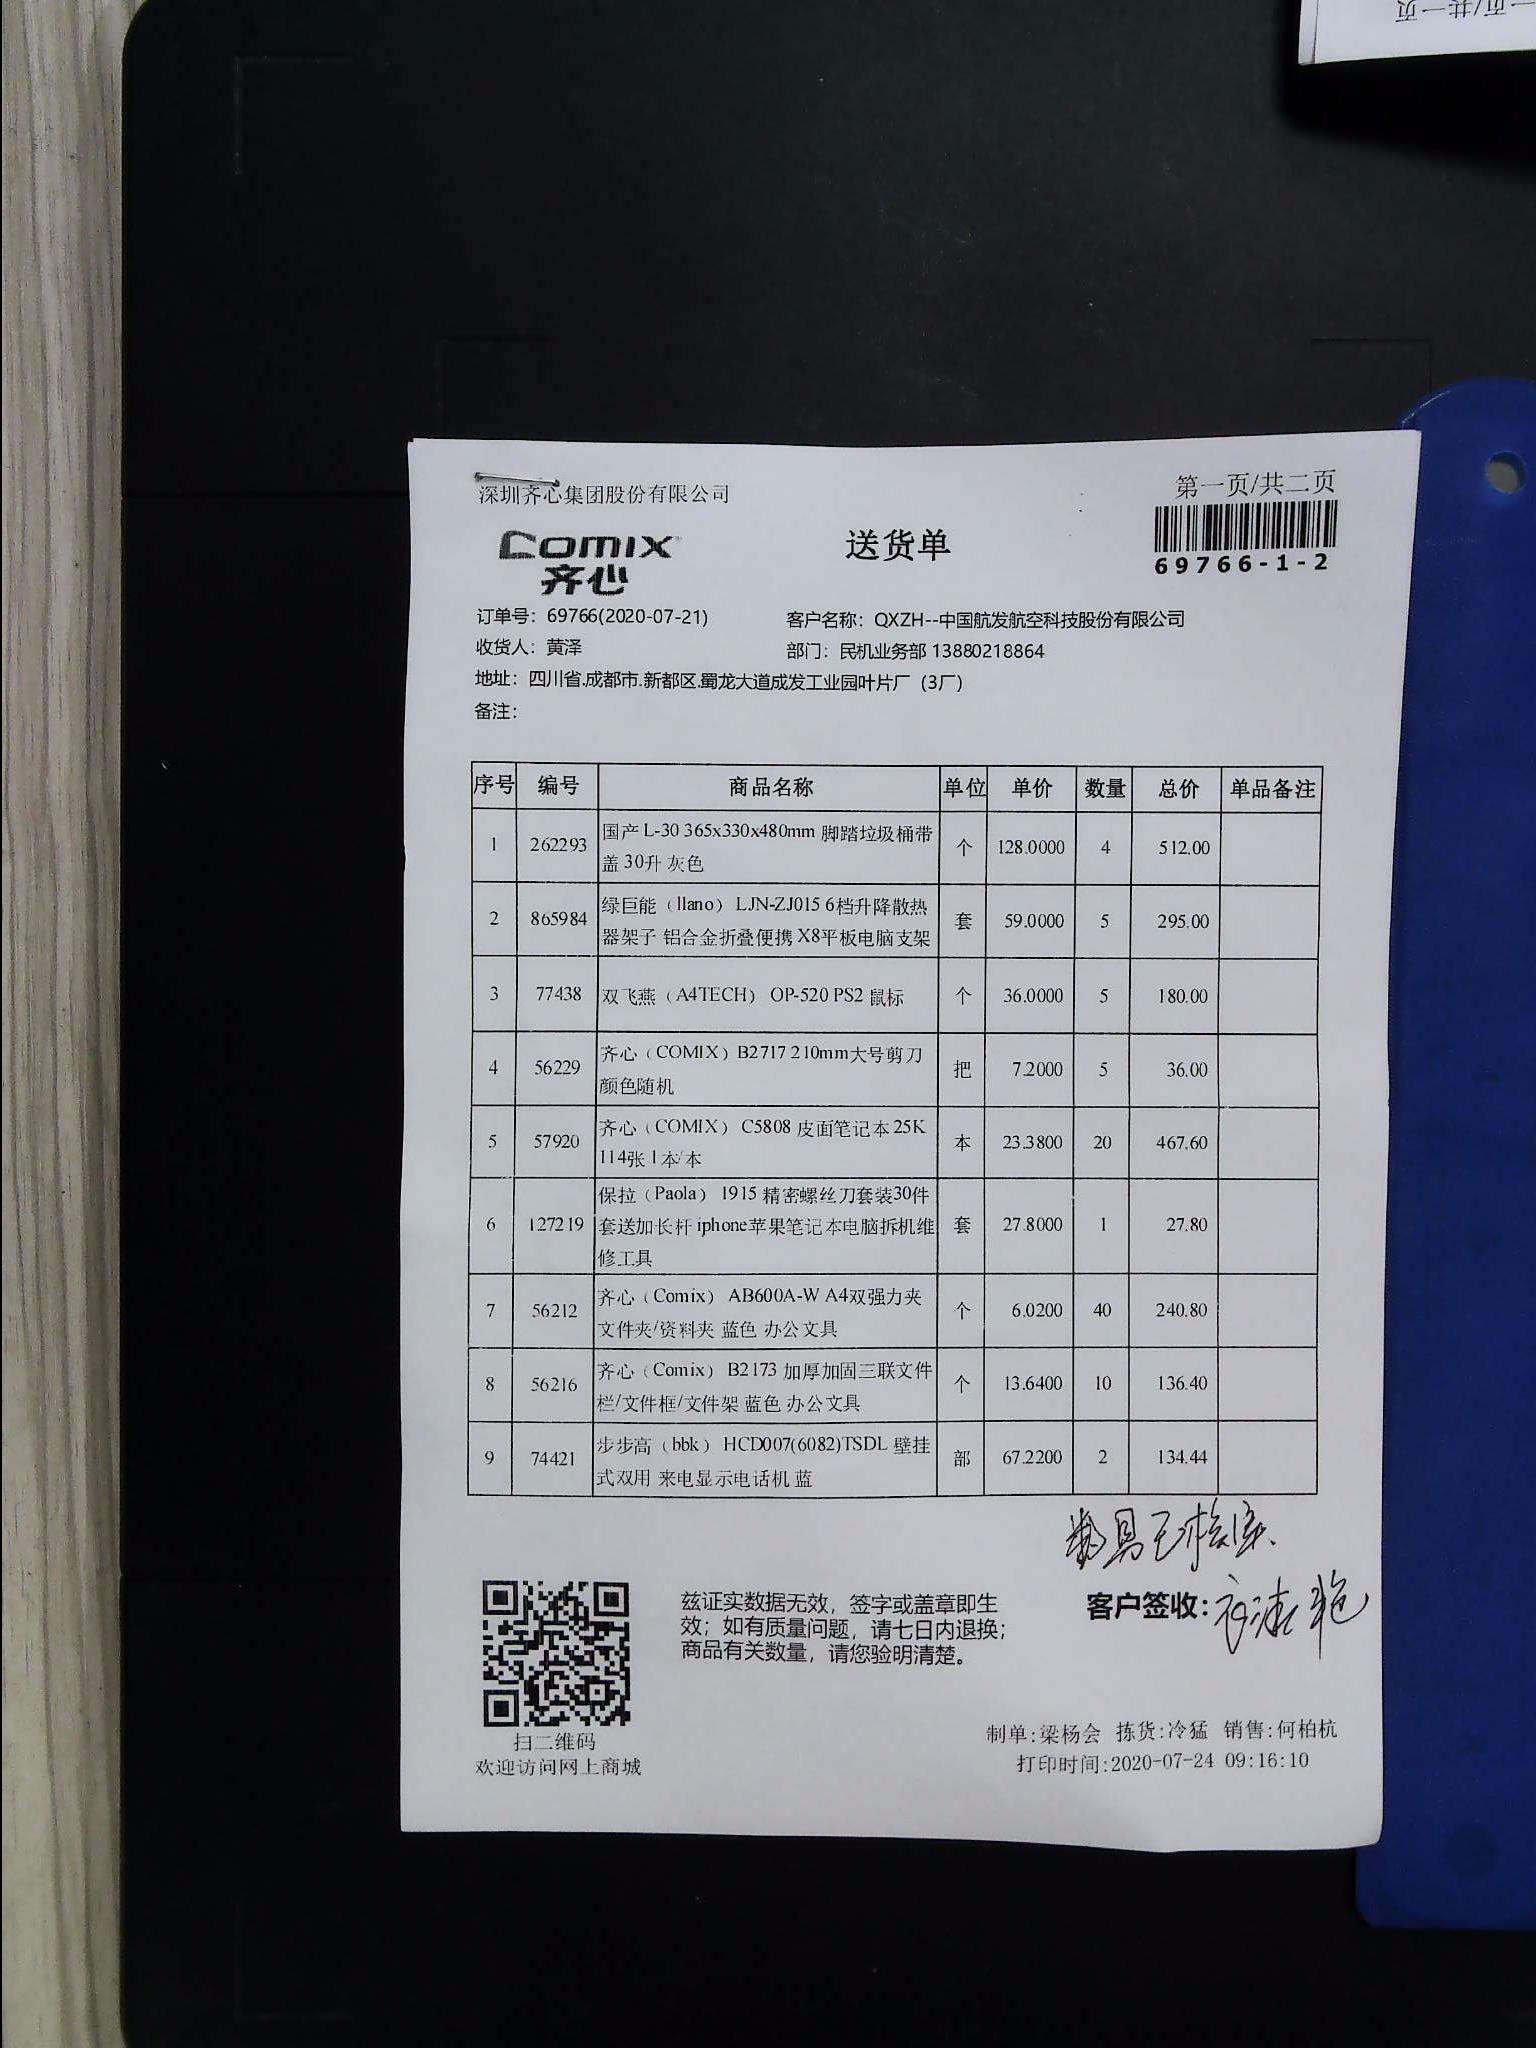 第一页/共一页
深圳齐心集团股份有限公司
第一页/共二页
COMIX
齐心
送货单
69766-1-2
订单号：69766(2020-07-21)
客户名称：QXZH--中国航发航空科技股份有限公司
收货人：黄泽
部门：民机业务部 13880218864
地址：四川省.成都市.新都区.蜀龙大道成发工业园叶片厂（3厂）
备注：
序号 编号 商品名称 单位 单价 数量 总价 单品备注
1 262293 国产 L-30 365x330x480mm 脚踏垃圾桶带 个 128.0000 4 512.00
盖 30升 灰色
2 865984 绿巨能（llano） LJN-ZJ015 6档升降散热 套 59.0000 5 295.00
器架子 铝合金折叠便携 X8平板电脑支架
3 77438 双飞燕（A4TECH） OP-520 PS2 鼠标 个 36.0000 5 180.00
4 56229 齐心（COMIX）B2717 210mm大号剪刀 把 7.2000 5 36.00
颜色随机
5 57920 齐心（COMIX） C5808 皮面笔记本 25K 本 23.3800 20 467.60
114张 1本/本
6 127219 保拉（Paola） 1915 精密螺丝刀套装30件 套 27.8000 1 27.80
套送加长杆 iphone苹果笔记本电脑拆机维
修工具
7 56212 齐心（Comix） AB600A-W A4双强力夹 个 6.0200 40 240.80
文件夹/资料夹 蓝色 办公文具
8 56216 齐心（Comix） B2173 加厚加固三联文件 个 13.6400 10 136.40
栏/文件框/文件架 蓝色 办公文具
9 74421 步步高（bbk） HCD007(6082)TSDL 壁挂 部 67.2200 2 134.44
式双用 来电显示电话机 蓝
已核实.
兹证实数据无效，签字或盖章即生
效；如有质量问题，请七日内退换；
商品有关数量，请您验明清楚。
客户签收：
扫二维码
欢迎访问网上商城
制单:梁杨会 拣货:冷猛 销售:何柏杭
打印时间:2020-07-24 09:16:10